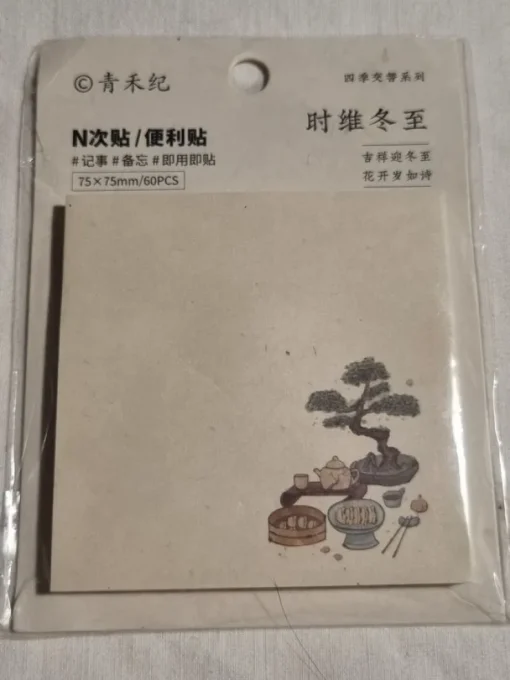 ©青禾纪
四季交替系列
时维冬至
N次贴/便利贴
#记事 #备忘 #即用即贴
75×75mm/60PCS
吉祥迎冬至
花开岁如诗